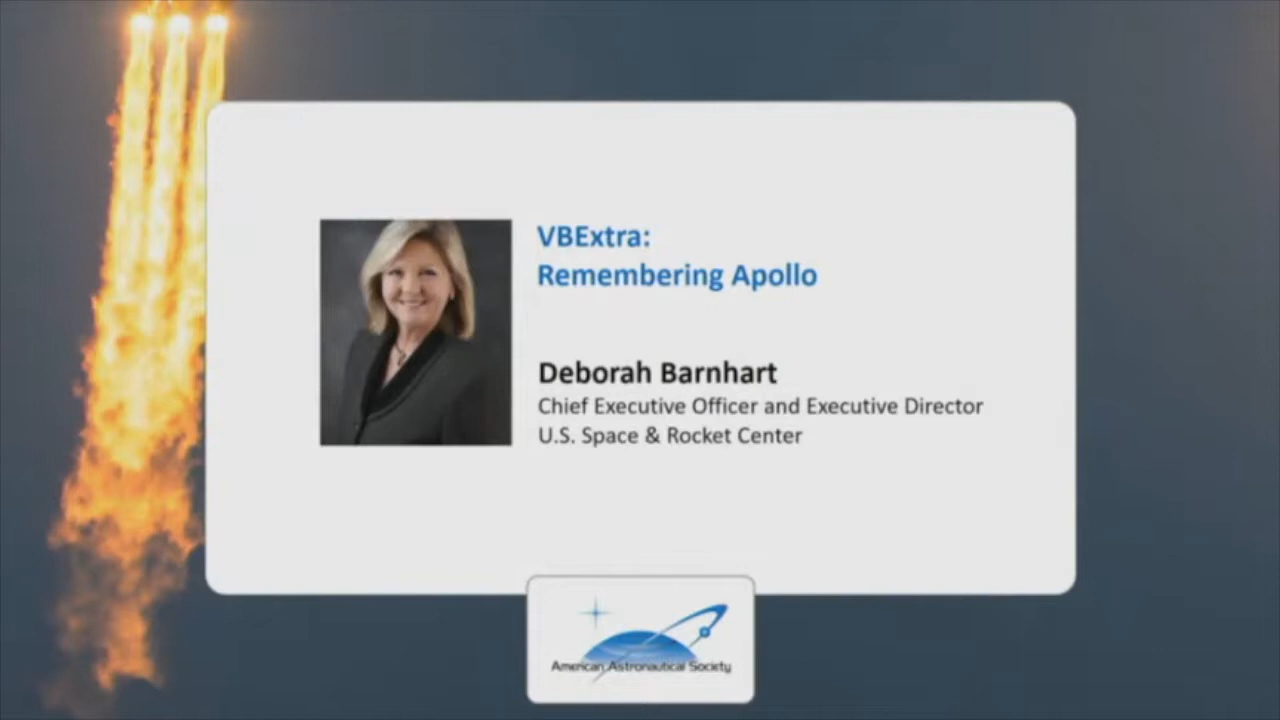 VBExtra:
Remembering Apollo
Deborah Barnhart
Chief Executive Officer and Executive Director
U.S. Space & Rocket Center
American Astronautical Society